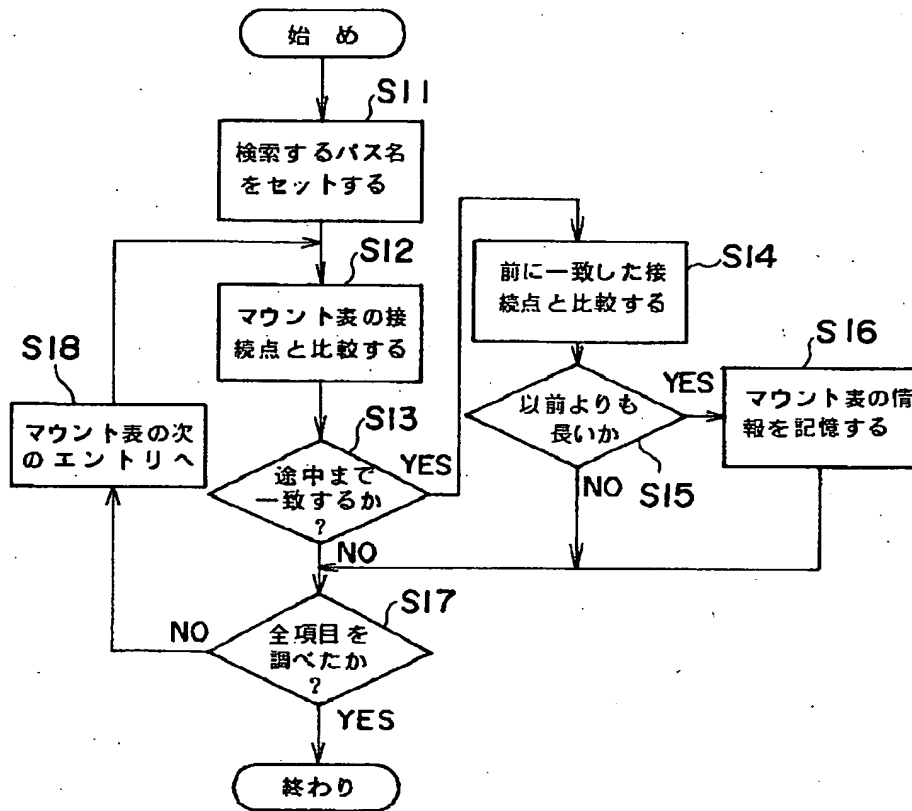 始め
S11
検索するパス名
をセットする
S12
マウント表の接
続点と比較する
S13
途中まで
一致するか
?
YES
NO
S14
前に一致した接
続点と比較する
以前よりも
長いか
S15
YES
NO
S16
マウント表の情
報を記憶する
S17
全項目を
調べたか
?
NO
YES
S18
マウント表の次
のエントリへ
終わり